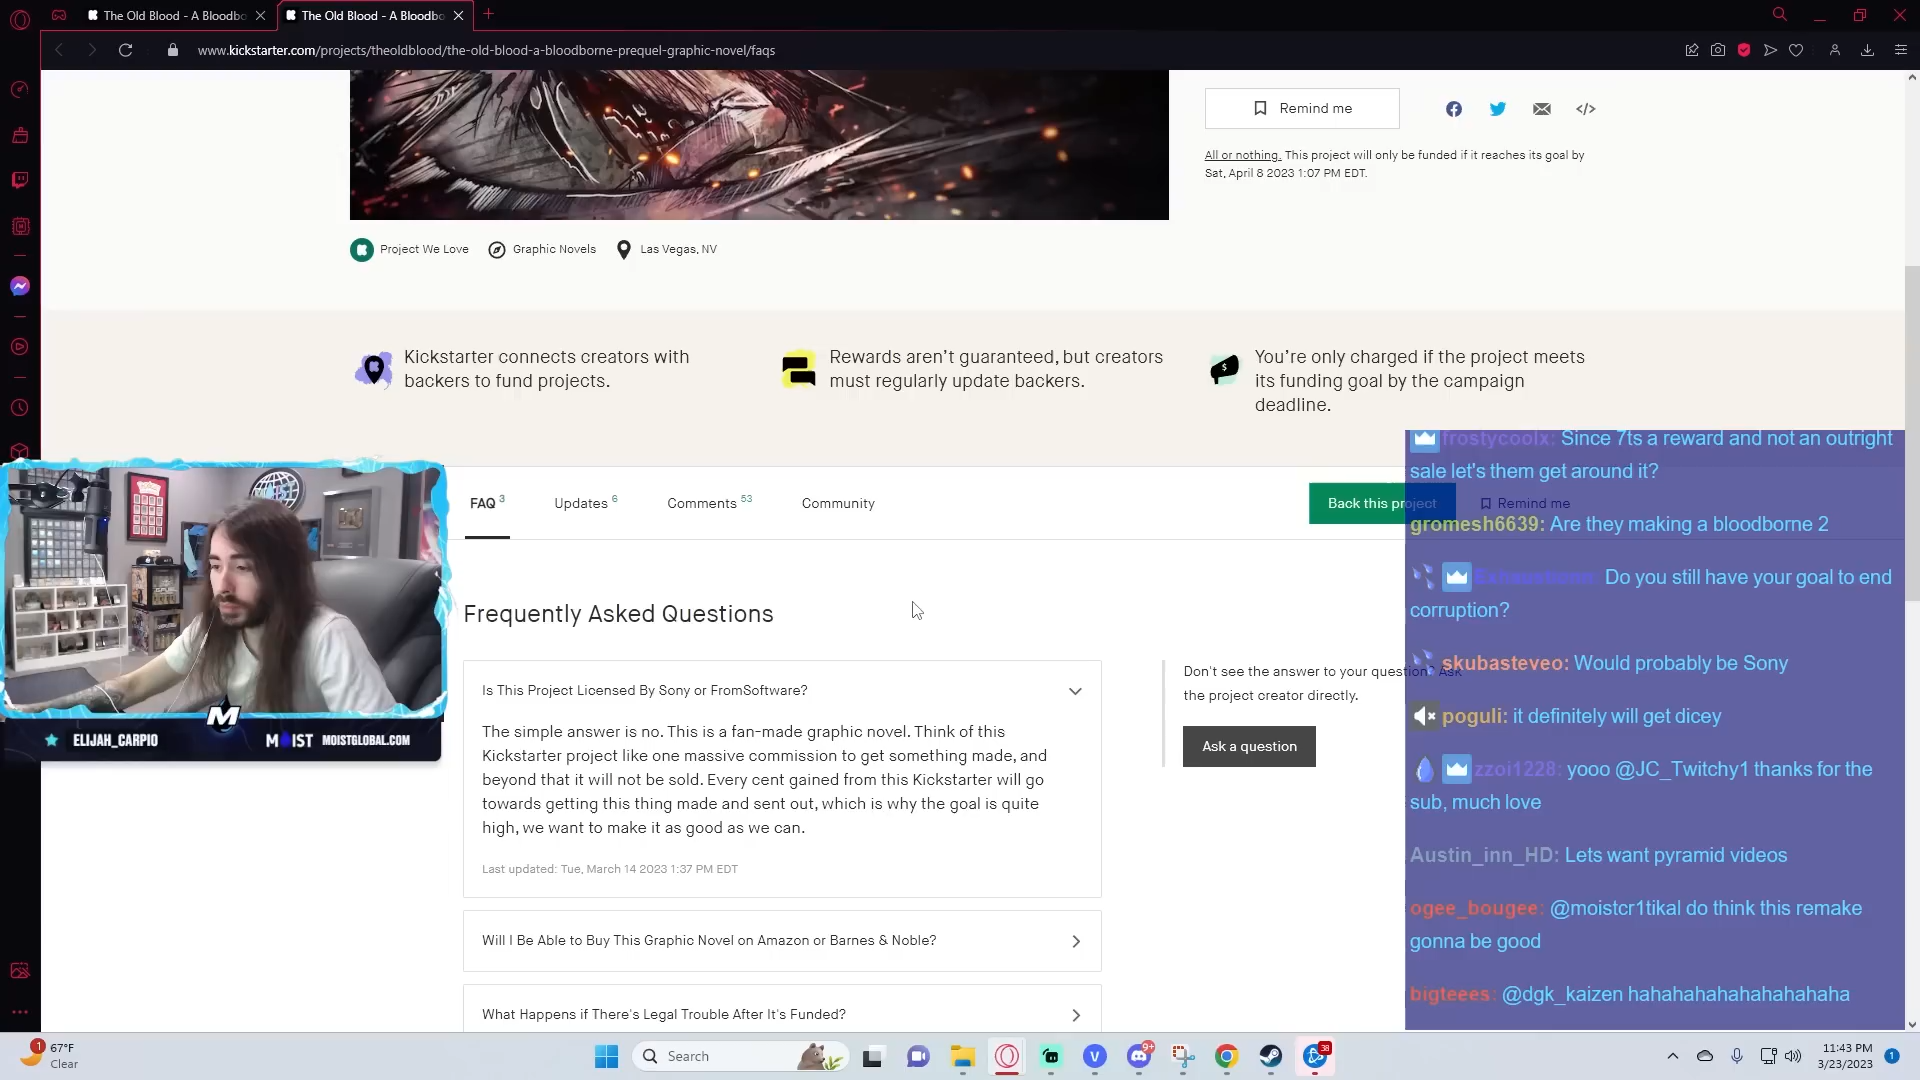 The Old Blood - A Bloodbo
The Old Blood - A Bloodbo
www.kickstarter.com/projects/theoldblood/the-old-blood-a-bloodborne-prequel-graphic-novel/faqs
Remind me
All or nothing. This project will only be funded if it reaches its goal by
Sat, April 8 2023 1:07 PM EDT.
Project We Love
Graphic Novels
Las Vegas, NV
Kickstarter connects creators with
backers to fund projects.
Rewards aren't guaranteed, but creators
must regularly update backers.
You're only charged if the project meets
its funding goal by the campaign
deadline.
FAQ 3
Updates 6
Comments 53
Community
Back this project
Remind me
Frequently Asked Questions
Is This Project Licensed By Sony or FromSoftware?
The simple answer is no. This is a fan-made graphic novel. Think of this
Kickstarter project like one massive commission to get something made, and
beyond that it will not be sold. Every cent gained from this Kickstarter will go
towards getting this thing made and sent out, which is why the goal is quite
high, we want to make it as good as we can.
Last updated: Tue, March 14 2023 1:37 PM EDT
Will I Be Able to Buy This Graphic Novel on Amazon or Barnes & Noble?
What Happens if There's Legal Trouble After It's Funded?
Don't see the answer to your question? Ask
the project creator directly.
Ask a question
frostycoolx: Since 7ts a reward and not an outright
sale let's them get around it?
gromesh6639: Are they making a bloodborne 2
Do you still have your goal to end
corruption?
skubasteveo: Would probably be Sony
poguli: it definitely will get dicey
zzoi1228: yooo @JC_Twitchy1 thanks for the
sub, much love
Austin_inn_HD: Lets want pyramid videos
ogee_bougee: @moistcr1tikal do think this remake
gonna be good
bigteees: @dgk_kaizen hahahahahahahahaha
MOIST
M
ELIJAH_CARPIO
MOIST MOISTGLOBAL.COM
1
67°F
Clear
Search
9+
38
11:43 PM
3/23/2023
1